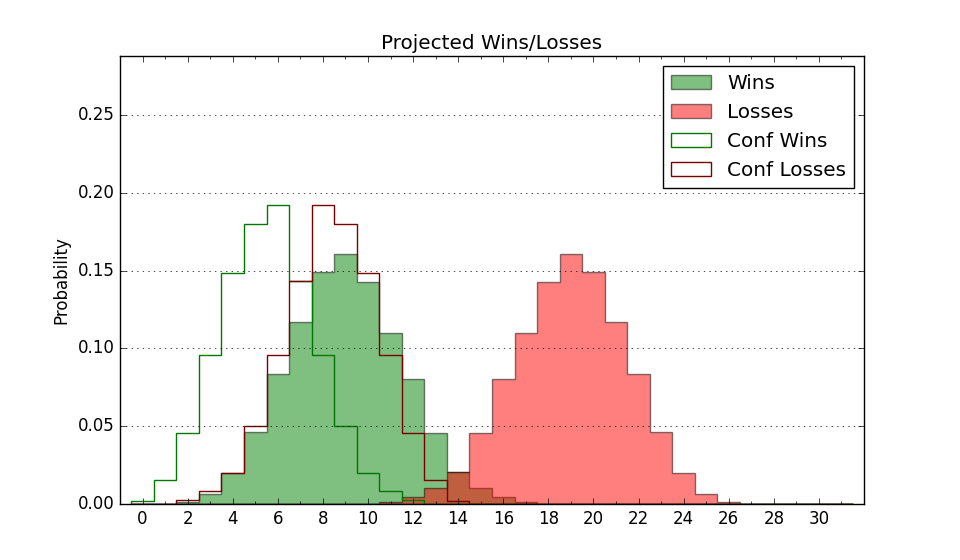 Projected Wins/Losses
Wins
Losses
Conf Wins
Conf Losses
Probability
0.25
0.20
0.15
0.10
0.05
0.00
0 2 4 6 8 10 12 14 16 18 20 22 24 26 28 30